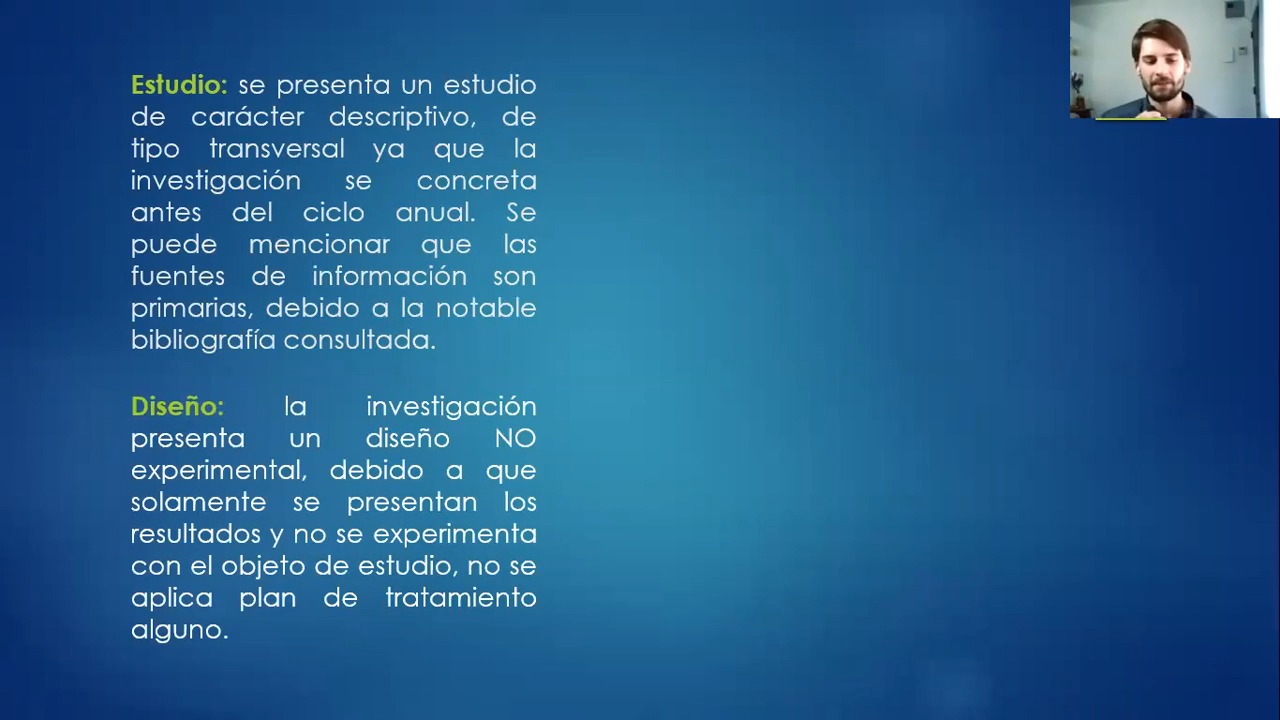 Estudio: se presenta un estudio
de carácter descriptivo, de
tipo transversal ya que la
investigación se concreta
antes del ciclo anual. Se
puede mencionar que las
fuentes de información son
primarias, debido a la notable
bibliografía consultada.
Diseño: la investigación
presenta un diseño NO
experimental, debido a que
solamente se presentan los
resultados y no se experimenta
con el objeto de estudio, no se
aplica plan de tratamiento
alguno.